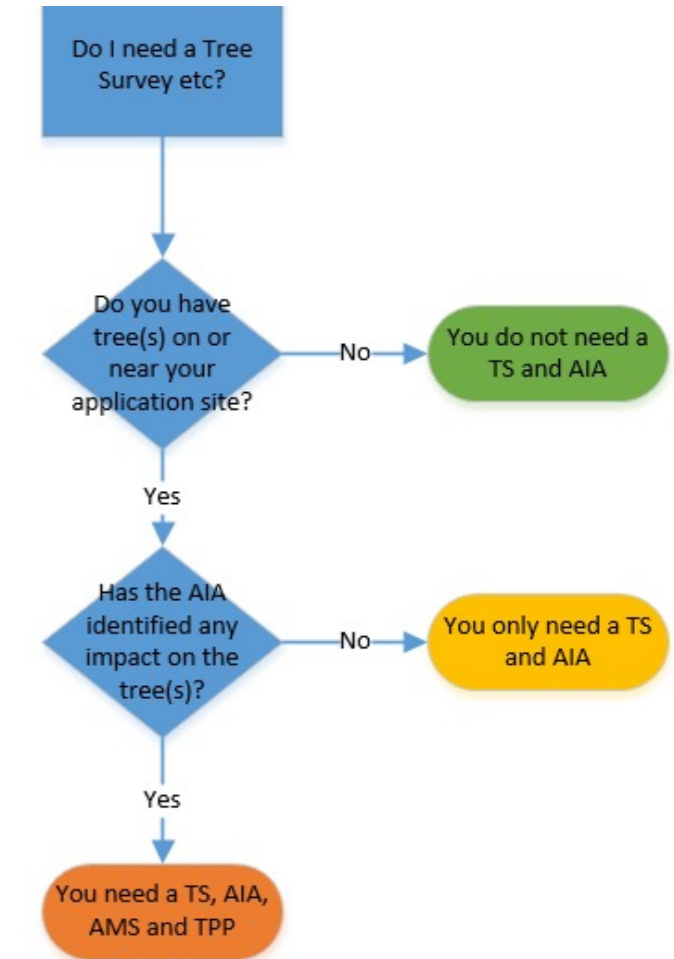 Do I need a Tree
Survey etc?
Do you have
tree(s) on or
near your
application site?
No
You do not need a
TS and AIA
Yes
Has the AIA
identified any
impact on the
tree(s)?
No
You only need a TS
and AIA
Yes
You need a TS, AIA,
AMS and TPP